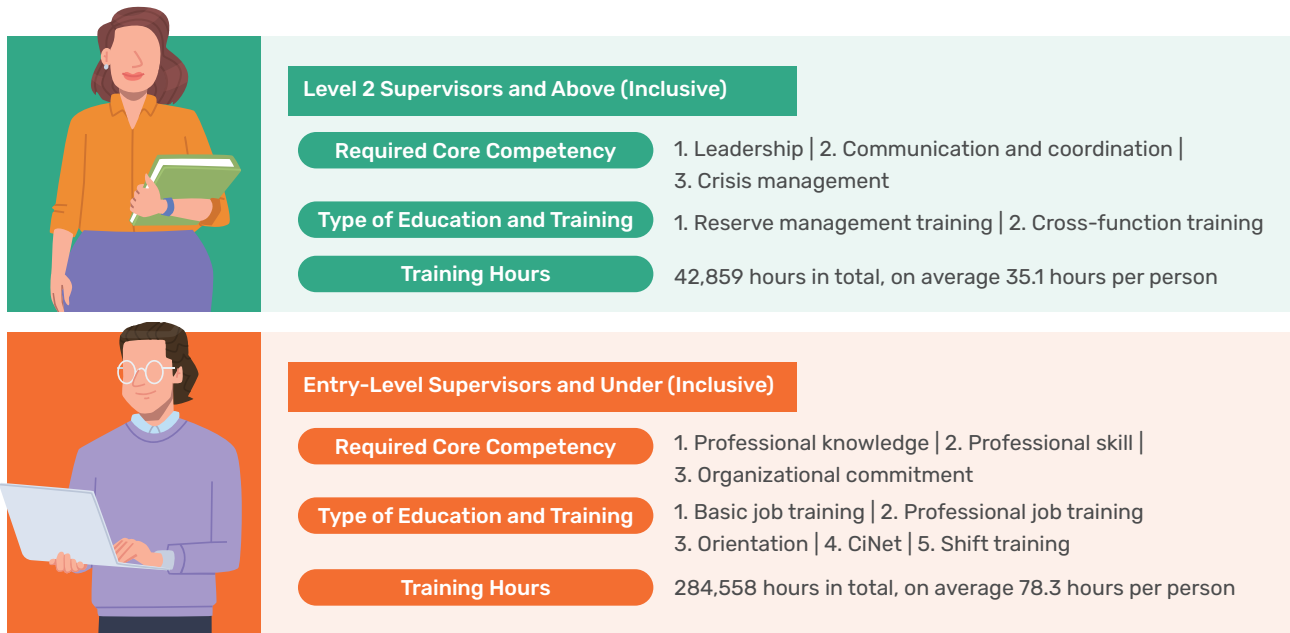 Level 2 Supervisors and Above (Inclusive)
Required Core Competency
1. Leadership | 2. Communication and coordination |
3. Crisis management
Type of Education and Training
1. Reserve management training | 2. Cross-function training
Training Hours
42,859 hours in total, on average 35.1 hours per person
Entry-Level Supervisors and Under (Inclusive)
Required Core Competency
1. Professional knowledge | 2. Professional skill |
3. Organizational commitment
Type of Education and Training
1. Basic job training | 2. Professional job training
3. Orientation | 4. CiNet | 5. Shift training
Training Hours
284,558 hours in total, on average 78.3 hours per person